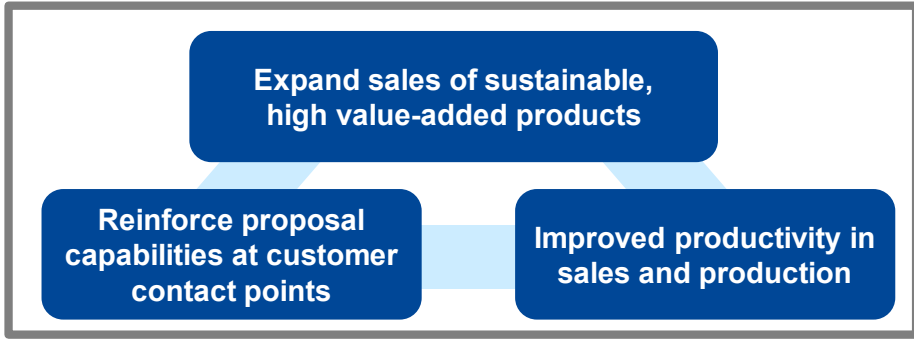 Expand sales of sustainable,
high value-added products
Reinforce proposal
capabilities at customer
contact points
Improved productivity in
sales and production